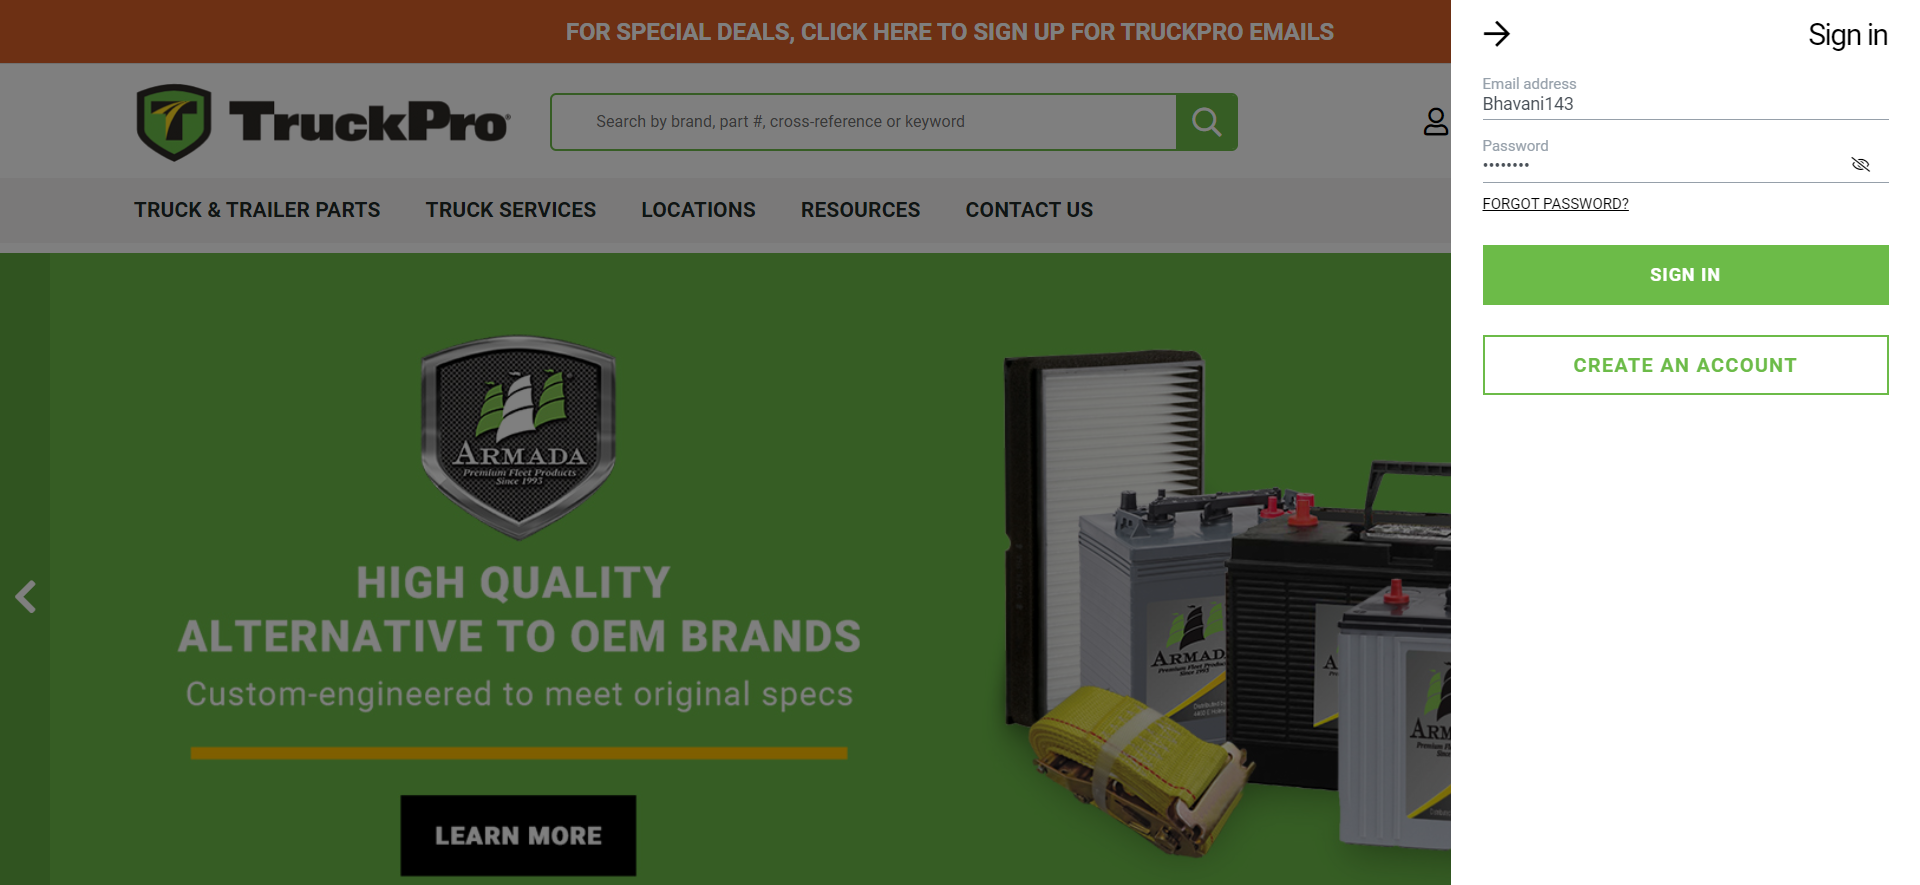 FOR SPECIAL DEALS, CLICK HERE TO SIGN UP FOR TRUCKPRO EMAILS
TruckPro
Search by brand, part #, cross-reference or keyword
TRUCK & TRAILER PARTS
TRUCK SERVICES
LOCATIONS
RESOURCES
CONTACT US
ARMADA
Premium Fleet Products
Since 1995
HIGH QUALITY
ALTERNATIVE TO OEM BRANDS
Custom-engineered to meet original specs
LEARN MORE
Sign in
Email address
Bhavani143
Password
••••••••
FORGOT PASSWORD?
SIGN IN
CREATE AN ACCOUNT